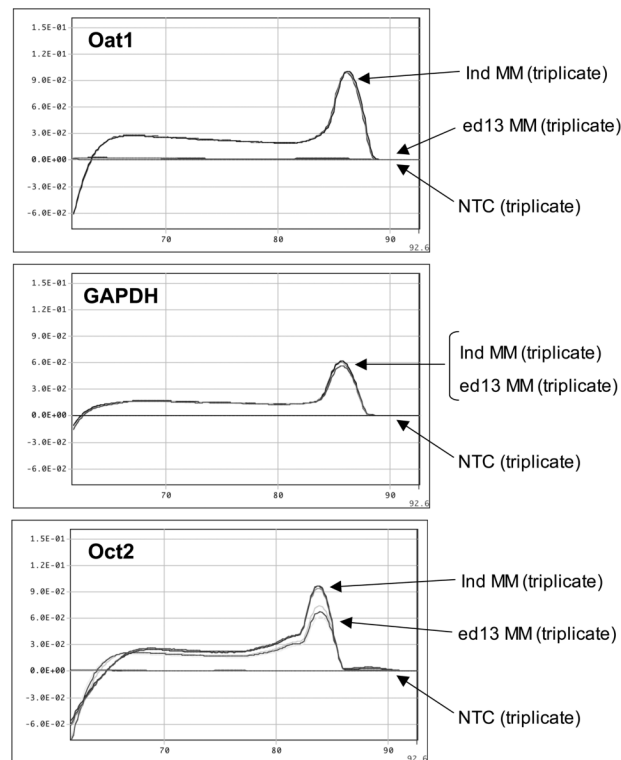 Oat1
1.5E-01
1.2E-01
9.0E-02
6.0E-02
3.0E-02
0.0E+00
-3.0E-02
-6.0E-02
70
80
90
92.6
Ind MM (triplicate)
ed13 MM (triplicate)
NTC (triplicate)
GAPDH
1.5E-01
1.2E-01
9.0E-02
6.0E-02
3.0E-02
0.0E+00
-3.0E-02
-6.0E-02
70
80
90
92.6
Ind MM (triplicate)
ed13 MM (triplicate)
NTC (triplicate)
Oct2
1.5E-01
1.2E-01
9.0E-02
6.0E-02
3.0E-02
0.0E+00
-3.0E-02
-6.0E-02
70
80
90
92.6
Ind MM (triplicate)
ed13 MM (triplicate)
NTC (triplicate)